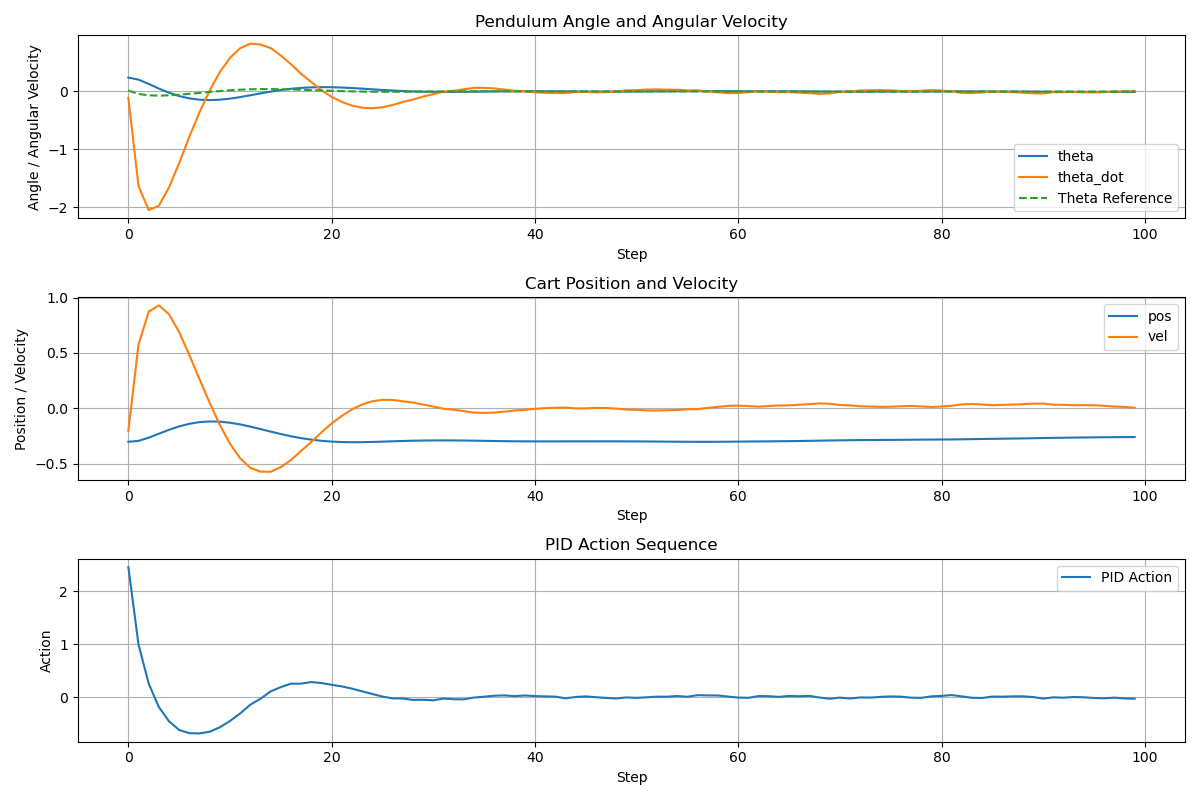 Pendulum Angle and Angular Velocity
Angle / Angular Velocity
0
−1
−2
theta
theta_dot
Theta Reference
0 20 40 60 80 100
Step
Cart Position and Velocity
Position / Velocity
1.0
0.5
0.0
−0.5
pos
vel
0 20 40 60 80 100
Step
PID Action Sequence
Action
2
1
0
PID Action
0 20 40 60 80 100
Step